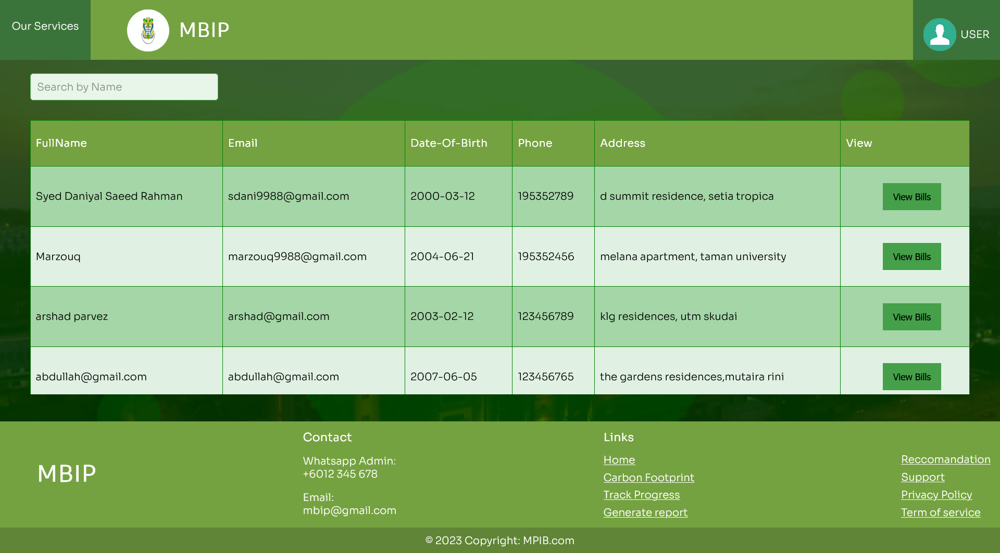 Our Services
MBIP
USER
Search by Name
FullName Email Date-Of-Birth Phone Address View
Syed Daniyal Saeed Rahman sdani9988@gmail.com 2000-03-12 195352789 d summit residence, setia tropica View Bills
Marzouq marzouq9988@gmail.com 2004-06-21 195352456 melana apartment, taman university View Bills
arshad parvez arshad@gmail.com 2003-02-12 123456789 klg residences, utm skudai View Bills
abdullah@gmail.com abdullah@gmail.com 2007-06-05 123456765 the gardens residences,mutaira rini View Bills
MBIP
Contact
Whatsapp Admin:
+6012 345 678
Email:
mbip@gmail.com
Links
Home
Carbon Footprint
Track Progress
Generate report
Reccomandation
Support
Privacy Policy
Term of service
© 2023 Copyright: MPIB.com